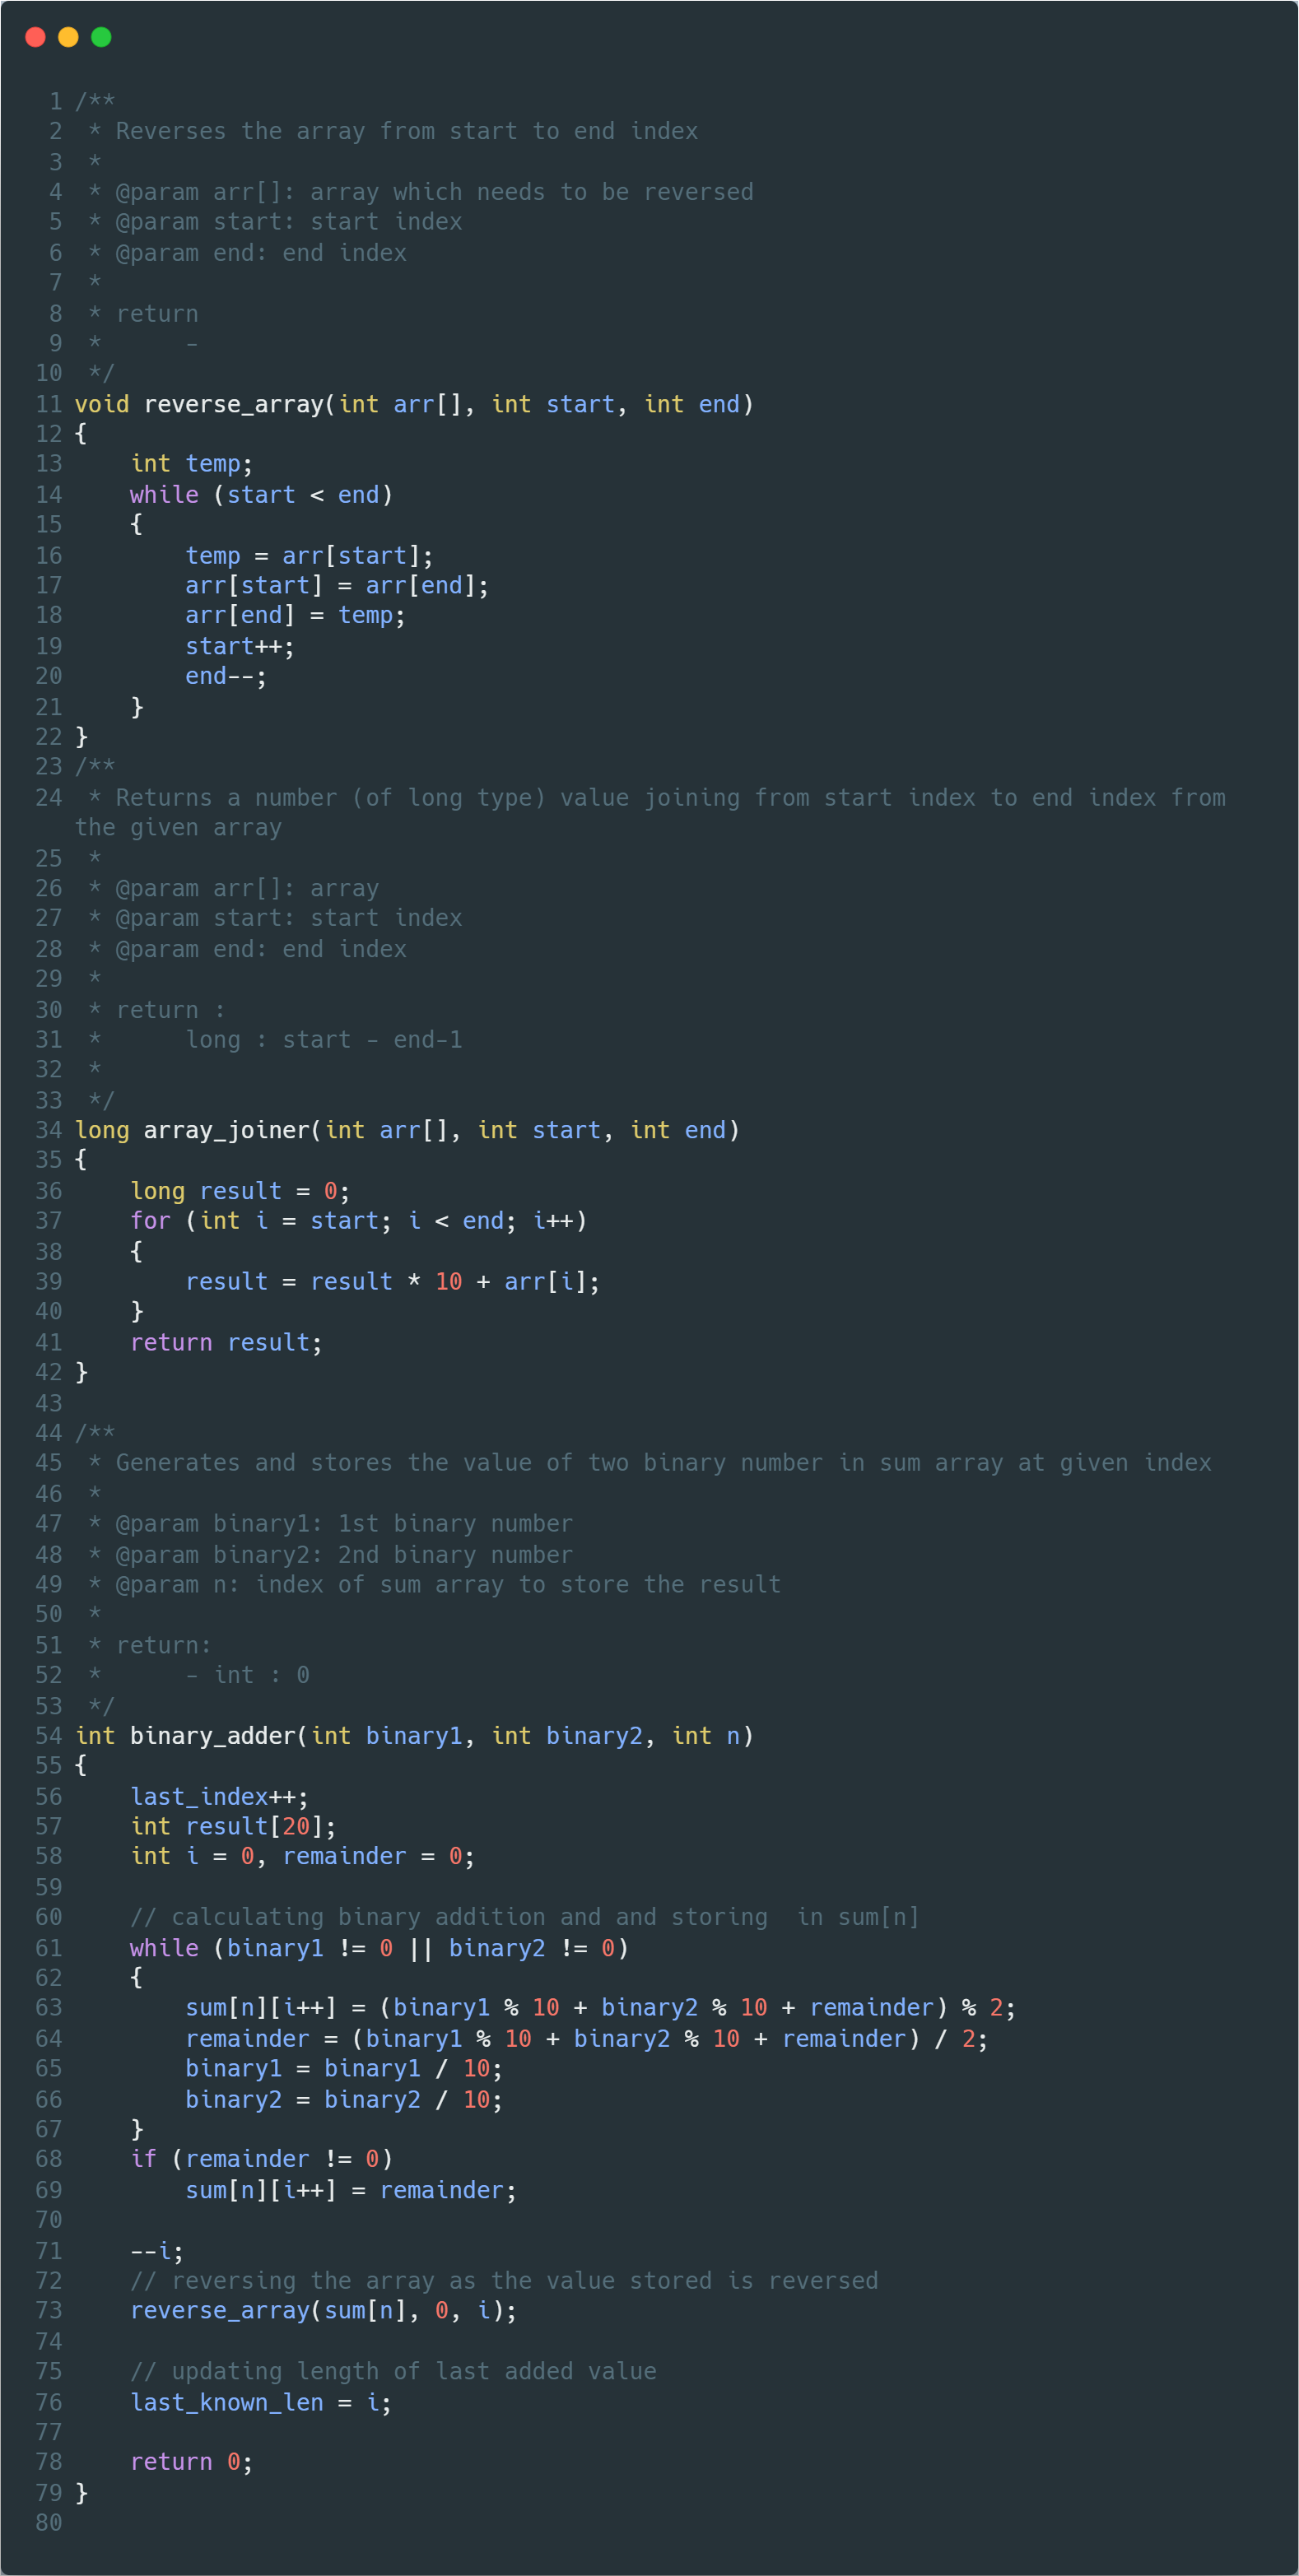 1 /**
2  * Reverses the array from start to end index
3  *
4  * @param arr[]: array which needs to be reversed
5  * @param start: start index
6  * @param end: end index
7  *
8  * return
9  *      -
10  */
11 void reverse_array(int arr[], int start, int end)
12 {
13     int temp;
14     while (start < end)
15     {
16         temp = arr[start];
17         arr[start] = arr[end];
18         arr[end] = temp;
19         start++;
20         end--;
21     }
22 }
23 /**
24  * Returns a number (of long type) value joining from start index to end index from
the given array
25  *
26  * @param arr[]: array
27  * @param start: start index
28  * @param end: end index
29  *
30  * return :
31  *      long : start - end-1
32  *
33  */
34 long array_joiner(int arr[], int start, int end)
35 {
36     long result = 0;
37     for (int i = start; i < end; i++)
38     {
39         result = result * 10 + arr[i];
40     }
41     return result;
42 }
43
44 /**
45  * Generates and stores the value of two binary number in sum array at given index
46  *
47  * @param binary1: 1st binary number
48  * @param binary2: 2nd binary number
49  * @param n: index of sum array to store the result
50  *
51  * return:
52  *      - int : 0
53  */
54 int binary_adder(int binary1, int binary2, int n)
55 {
56     last_index++;
57     int result[20];
58     int i = 0, remainder = 0;
59
60     // calculating binary addition and and storing  in sum[n]
61     while (binary1 != 0 || binary2 != 0)
62     {
63         sum[n][i++] = (binary1 % 10 + binary2 % 10 + remainder) % 2;
64         remainder = (binary1 % 10 + binary2 % 10 + remainder) / 2;
65         binary1 = binary1 / 10;
66         binary2 = binary2 / 10;
67     }
68     if (remainder != 0)
69         sum[n][i++] = remainder;
70
71     --i;
72     // reversing the array as the value stored is reversed
73     reverse_array(sum[n], 0, i);
74
75     // updating length of last added value
76     last_known_len = i;
77
78     return 0;
79 }
80